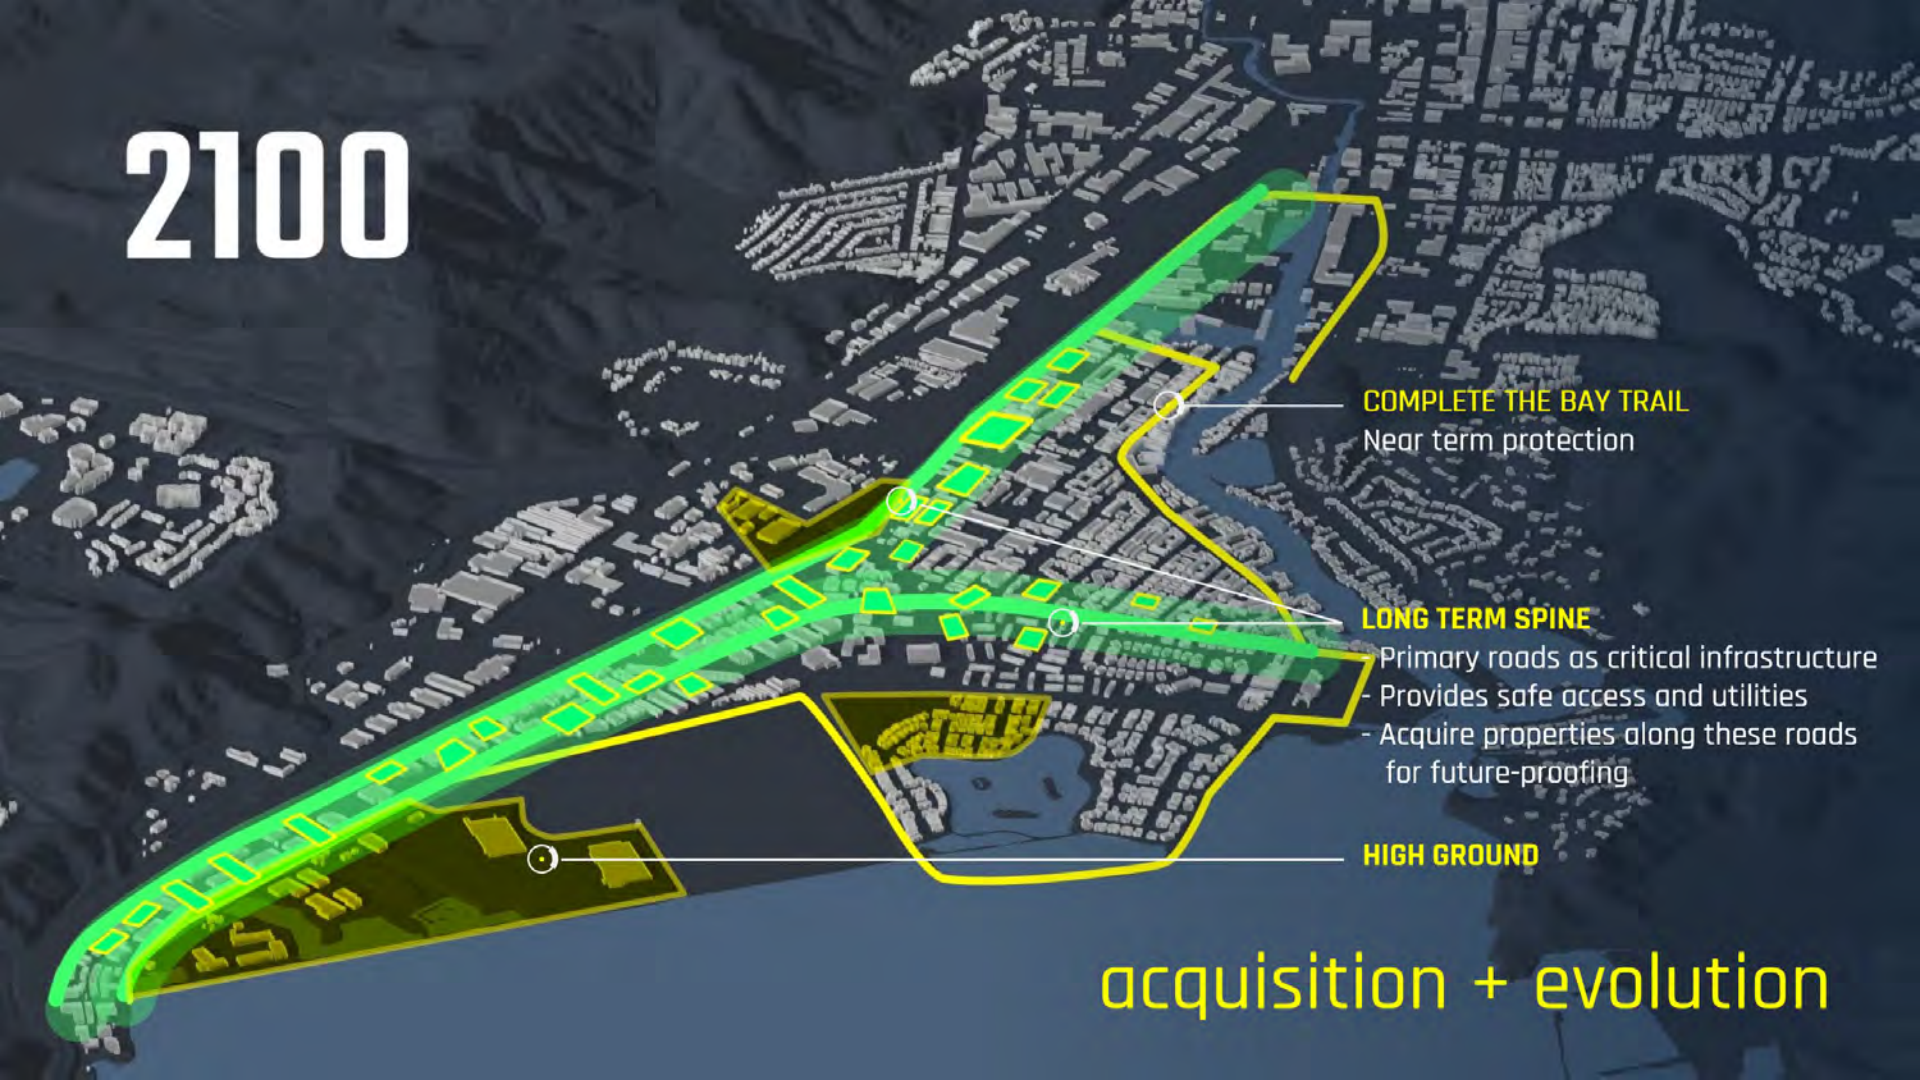 2100
COMPLETE THE BAY TRAIL
Near term protection
LONG TERM SPINE
- Primary roads as critical infrastructure
- Provides safe access and utilities
- Acquire properties along these roads
for future-proofing
HIGH GROUND
acquisition + evolution